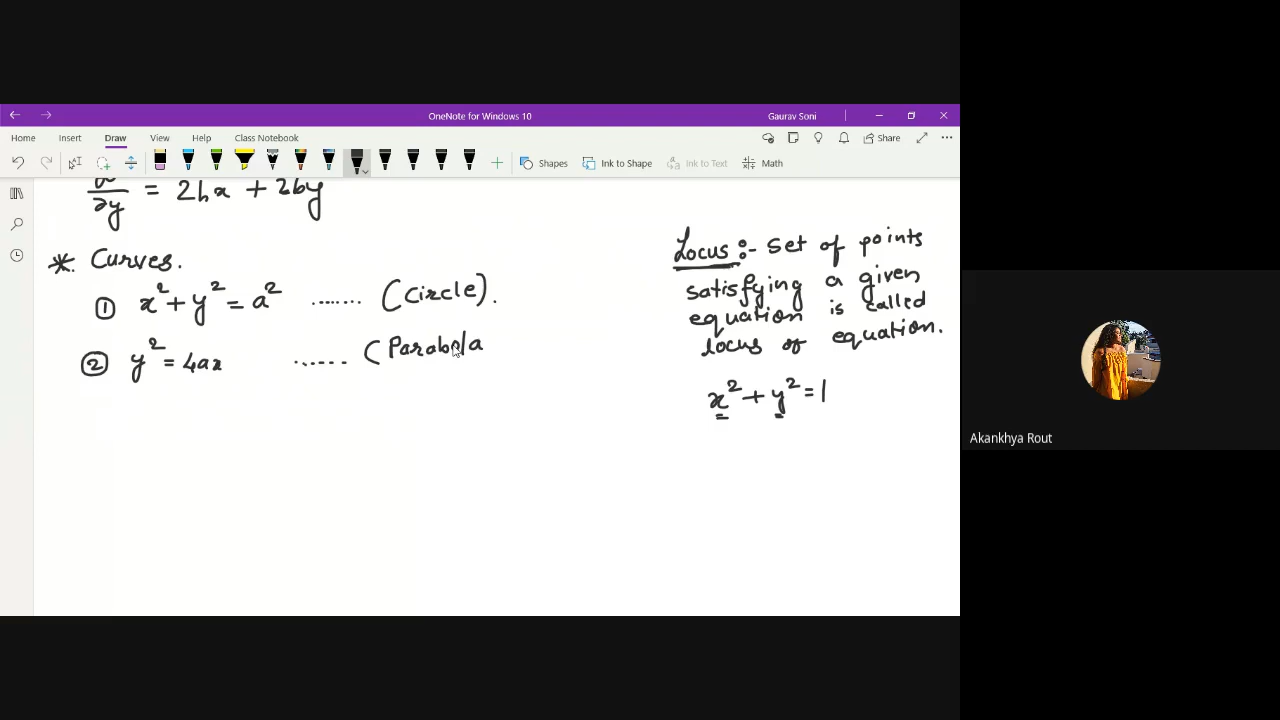 OneNote for Windows 10
Gaurav Soni
Home Insert Draw View Help Class Notebook
Share
Shapes Ink to Shape Ink to Text Math
∂y = 2hx + 2by
*. Curves.
① x² + y² = a² ....... (Circle).
② y² = 4ax ...... (Parabola
Locus :- Set of points
satisfying a given
equation is called
locus of equation.
x² + y² = 1
Akankhya Rout